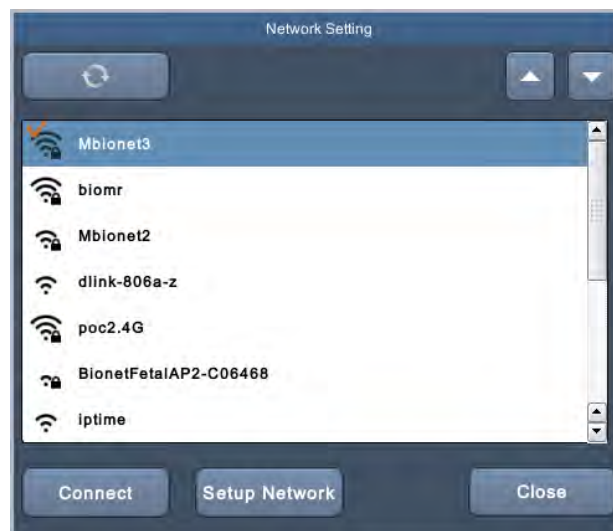 Network Setting
Mbionet3
biomr
Mbionet2
dlink-806a-z
poc2.4G
BionetFetalAP2-C06468
iptime
Connect
Setup Network
Close